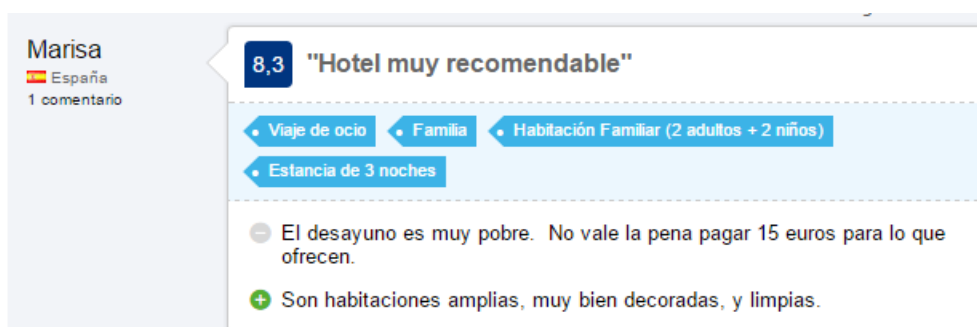 Marisa
España
1 comentario
8,3 "Hotel muy recomendable"
Viaje de ocio Familia Habitación Familiar (2 adultos + 2 niños)
Estancia de 3 noches
El desayuno es muy pobre. No vale la pena pagar 15 euros para lo que
ofrecen.
Son habitaciones amplias, muy bien decoradas, y limpias.